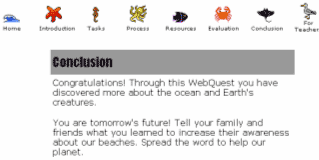 Home Introduction Tasks Process Resources Evaluation Conclusion For Teacher
Conclusion
Congratulations! Through this WebQuest you have
discovered more about the ocean and Earth's
creatures.
You are tomorrow's future! Tell your family and
friends what you learned to increase their awareness
about our beaches. Spread the word to help our
planet.